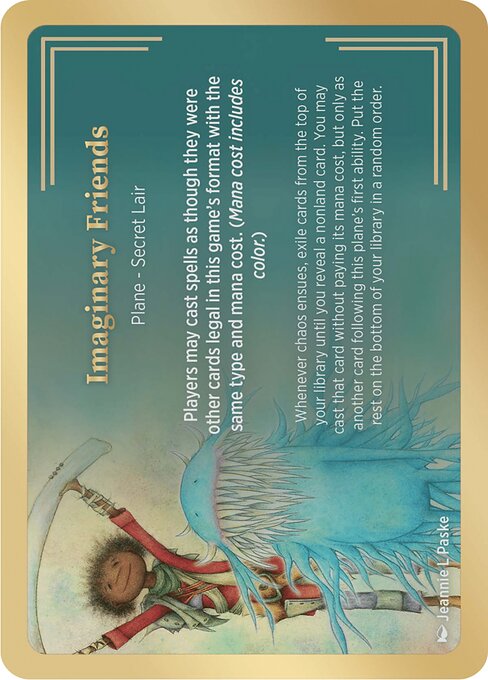 Imaginary Friends
Plane - Secret Lair
Players may cast spells as though they were
other cards legal in this game's format with the
same type and mana cost. (Mana cost includes
color.)
Whenever chaos ensues, exile cards from the top of
your library until you reveal a nonland card. You may
cast that card without paying its mana cost, but only as
another card following this plane's first ability. Put the
rest on the bottom of your library in a random order.
Jeannie L Paske